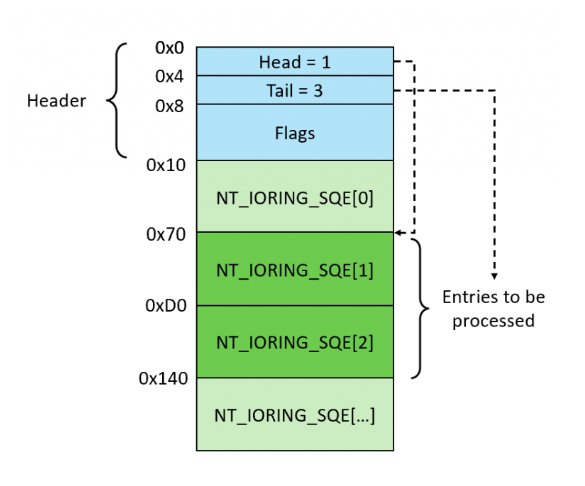 0x0
Head = 1
0x4
Tail = 3
Header
0x8
Flags
0x10
NT_IORING_SQE[0]
0x70
NT_IORING_SQE[1]
0xD0
Entries to be
processed
NT_IORING_SQE[2]
0x140
NT_IORING_SQE[...]